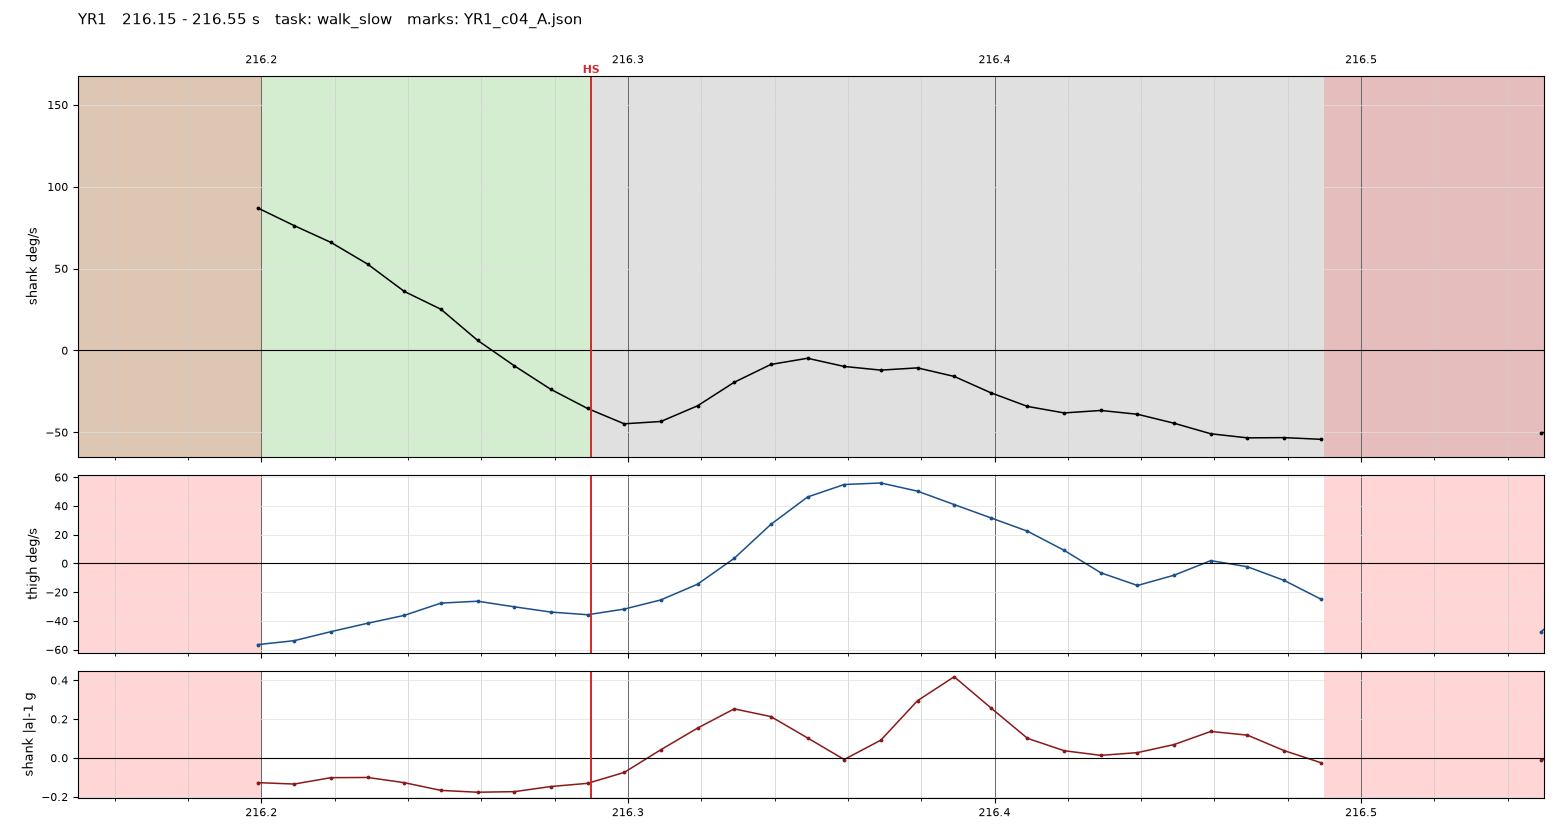 YR1   216.15 - 216.55 s   task: walk_slow   marks: YR1_c04_A.json
216.2 216.3 216.4 216.5
HS
150
100
50
0
−50
shank deg/s
60
40
20
0
−20
−40
−60
thigh deg/s
0.4
0.2
0.0
−0.2
shank |a|-1 g
216.2 216.3 216.4 216.5